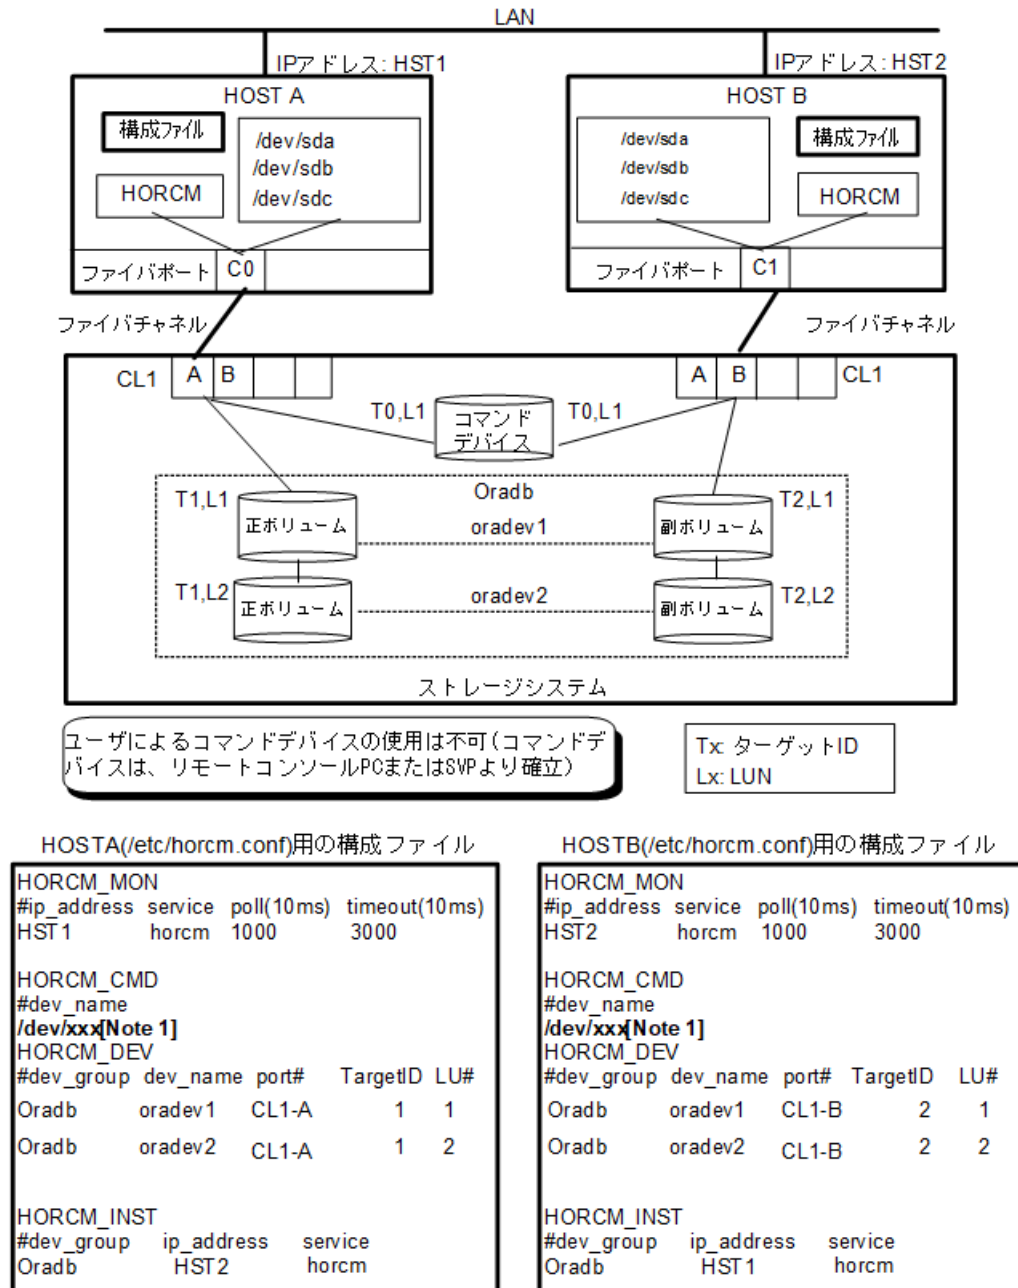 LAN
IPアドレス: HST1
IPアドレス: HST2
HOST A
構成ファイル
/dev/sda
/dev/sdb
/dev/sdc
HORCM
ファイバポート
C0
HOST B
/dev/sda
/dev/sdb
/dev/sdc
構成ファイル
HORCM
ファイバポート
C1
ファイバチャネル
ファイバチャネル
CL1
A
B
A
B
CL1
T0,L1
コマンド
デバイス
T0,L1
Oradb
T1,L1
正ボリューム
oradev1
副ボリューム
T2,L1
T1,L2
正ボリューム
oradev2
副ボリューム
T2,L2
ストレージシステム
ユーザによるコマンドデバイスの使用は不可(コマンドデ
バイスは、リモートコンソールPCまたはSVPより確立)
Tx: ターゲットID
Lx: LUN
HOSTA(/etc/horcm.conf)用の構成ファイル
HORCM_MON
#ip_address service poll(10ms) timeout(10ms)
HST1 horcm 1000 3000
HORCM_CMD
#dev_name
/dev/xxx[Note 1]
HORCM_DEV
#dev_group dev_name port# TargetID LU#
Oradb oradev1 CL1-A 1 1
Oradb oradev2 CL1-A 1 2
HORCM_INST
#dev_group ip_address service
Oradb HST2 horcm
HOSTB(/etc/horcm.conf)用の構成ファイル
HORCM_MON
#ip_address service poll(10ms) timeout(10ms)
HST2 horcm 1000 3000
HORCM_CMD
#dev_name
/dev/xxx[Note 1]
HORCM_DEV
#dev_group dev_name port# TargetID LU#
Oradb oradev1 CL1-B 2 1
Oradb oradev2 CL1-B 2 2
HORCM_INST
#dev_group ip_address service
Oradb HST1 horcm